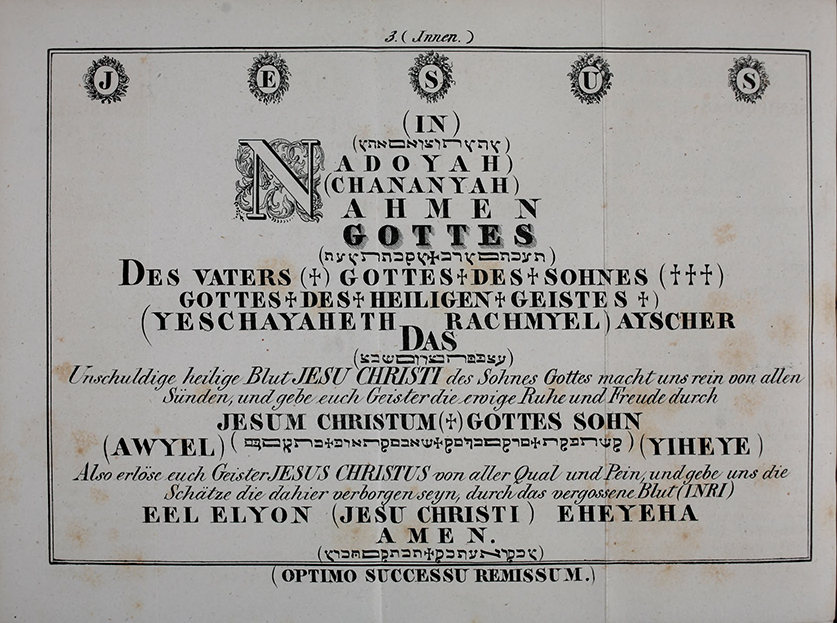 3. (Innen.)
J E S U S
(IN)
NADOYAH)
(CHANANYAH)
AHMEN
GOTTES
DES VATERS (✝) GOTTES✝DES✝SOHNES (✝✝✝)
GOTTES✝DES✝HEILIGEN✝GEISTES ✝)
(YESCHAYAHETH RACHMYEL) AYSCHER
DAS
Unschuldige heilige Blut JESU CHRISTI des Sohnes Gottes macht uns rein von allen
Sünden, und gebe euch Geister die ewige Ruhe und Freude durch
JESUM CHRISTUM (✝) GOTTES SOHN
(AWYEL) (YIHEYE)
Also erlöse euch Geister JESUS CHRISTUS von aller Qual und Pein, und gebe uns die
Schätze die dahier verborgen seyn, durch das vergossene Blut (INRI)
EEL ELYON (JESU CHRISTI) EHEYEHA
AMEN.
(OPTIMO SUCCESSU REMISSUM.)